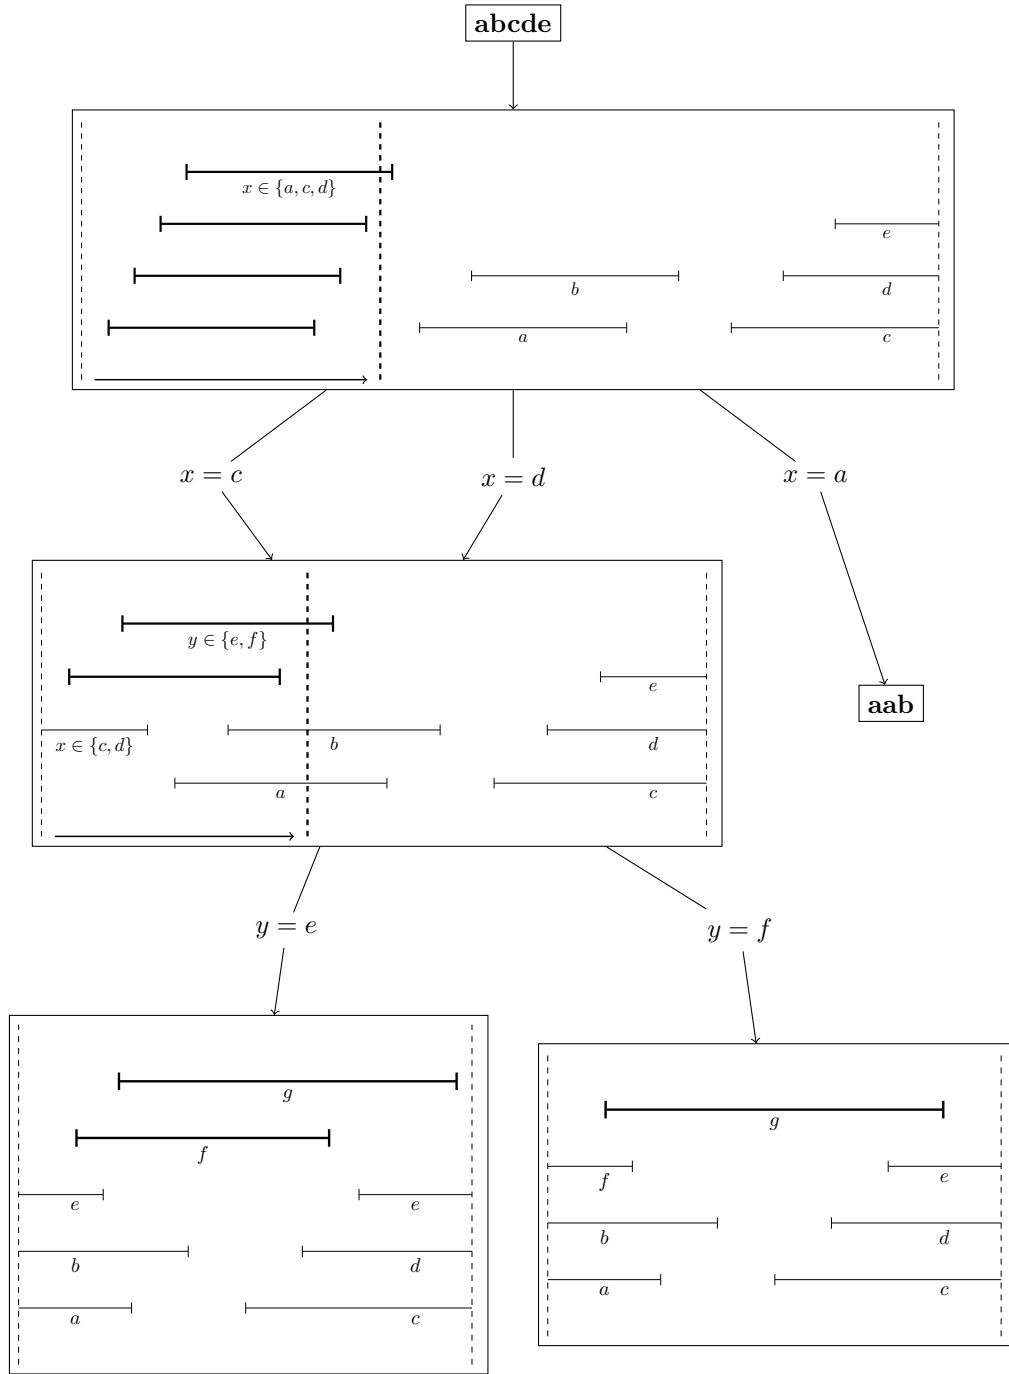 abcde
x ∈ {a, c, d}
e
b
d
a
c
x = c
x = d
x = a
y ∈ {e, f}
e
aab
x ∈ {c, d}
b
d
a
c
y = e
y = f
g
g
f
f
e
e
e
b
d
b
d
a
c
a
c